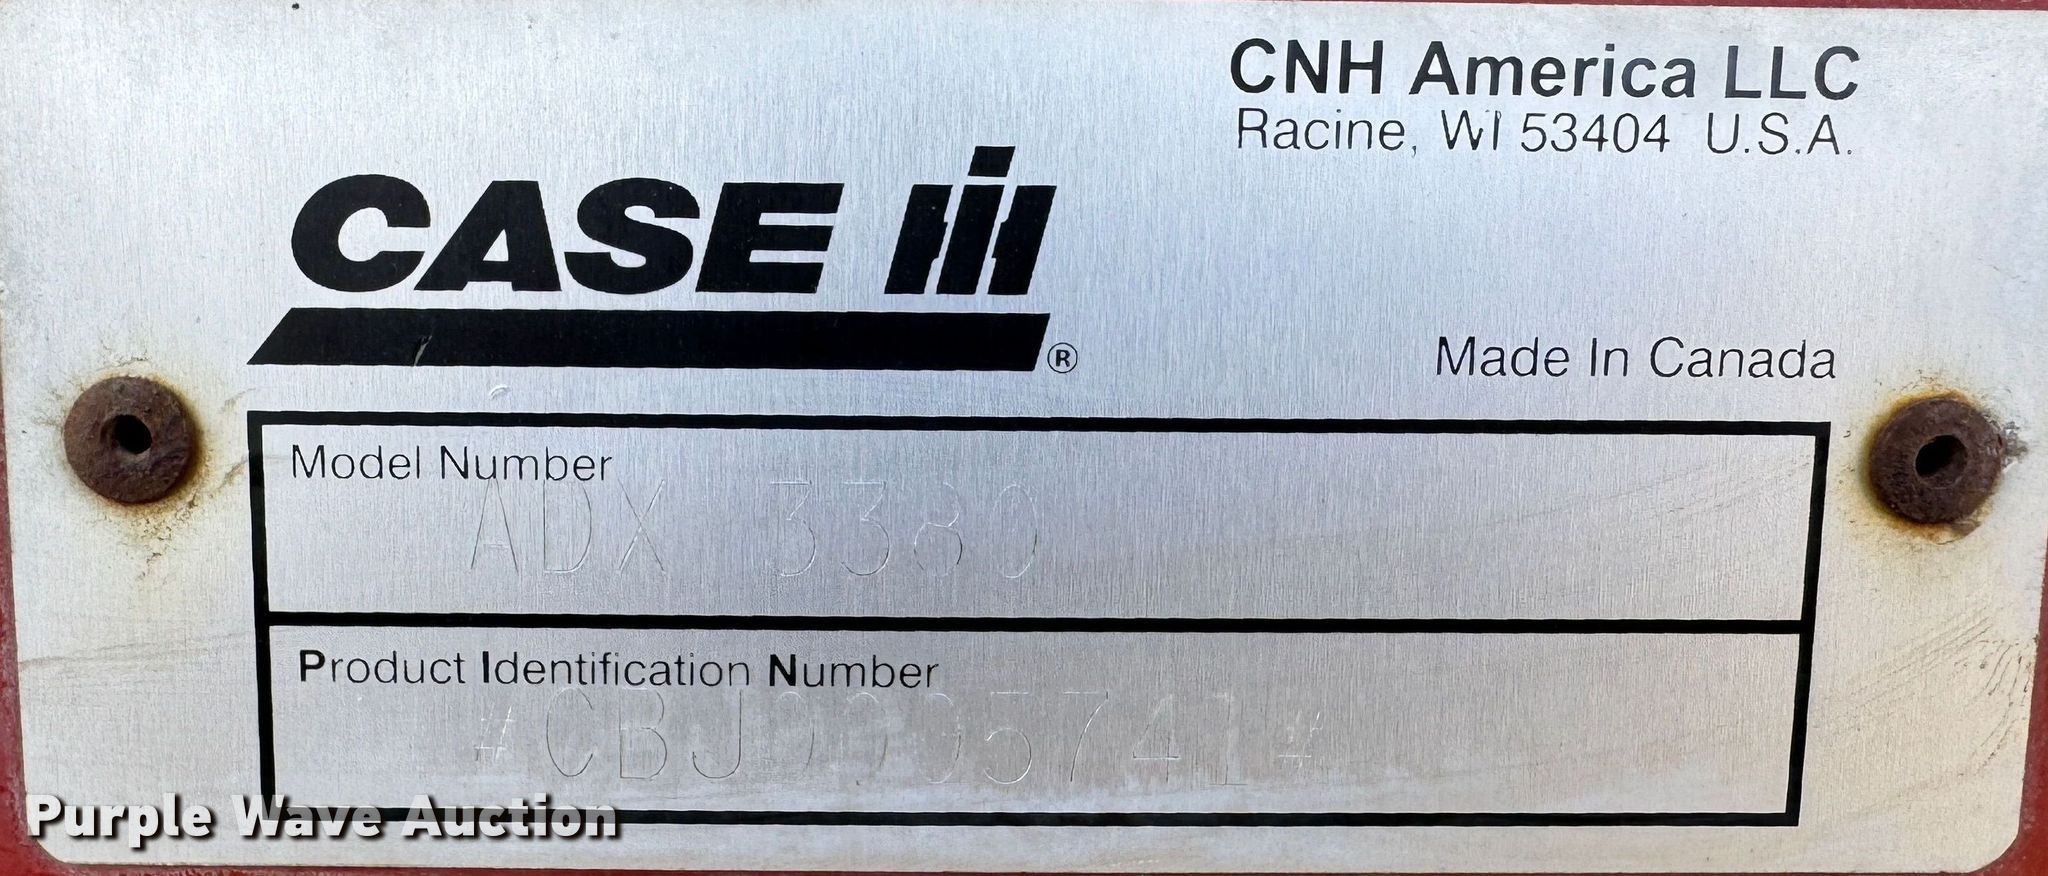 CNH America LLC
Racine, WI 53404 U.S.A.
CASE IH
®
Made In Canada
Model Number
ADX 3380
Product Identification Number
#CBJ0005741#
Purple Wave Auction